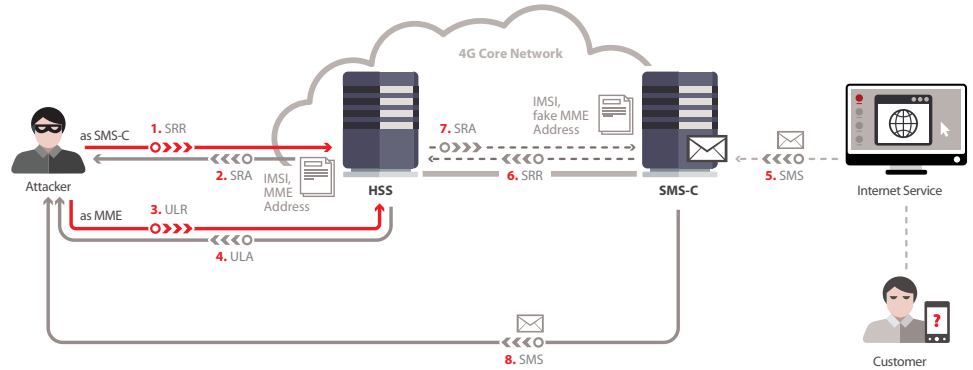 4G Core Network
as SMS-C
1. SRR
2. SRA
IMSI,
MME
Address
Attacker
as MME
3. ULR
4. ULA
HSS
7. SRA
6. SRR
IMSI,
fake MME
Address
SMS-C
5. SMS
Internet Service
8. SMS
?
Customer